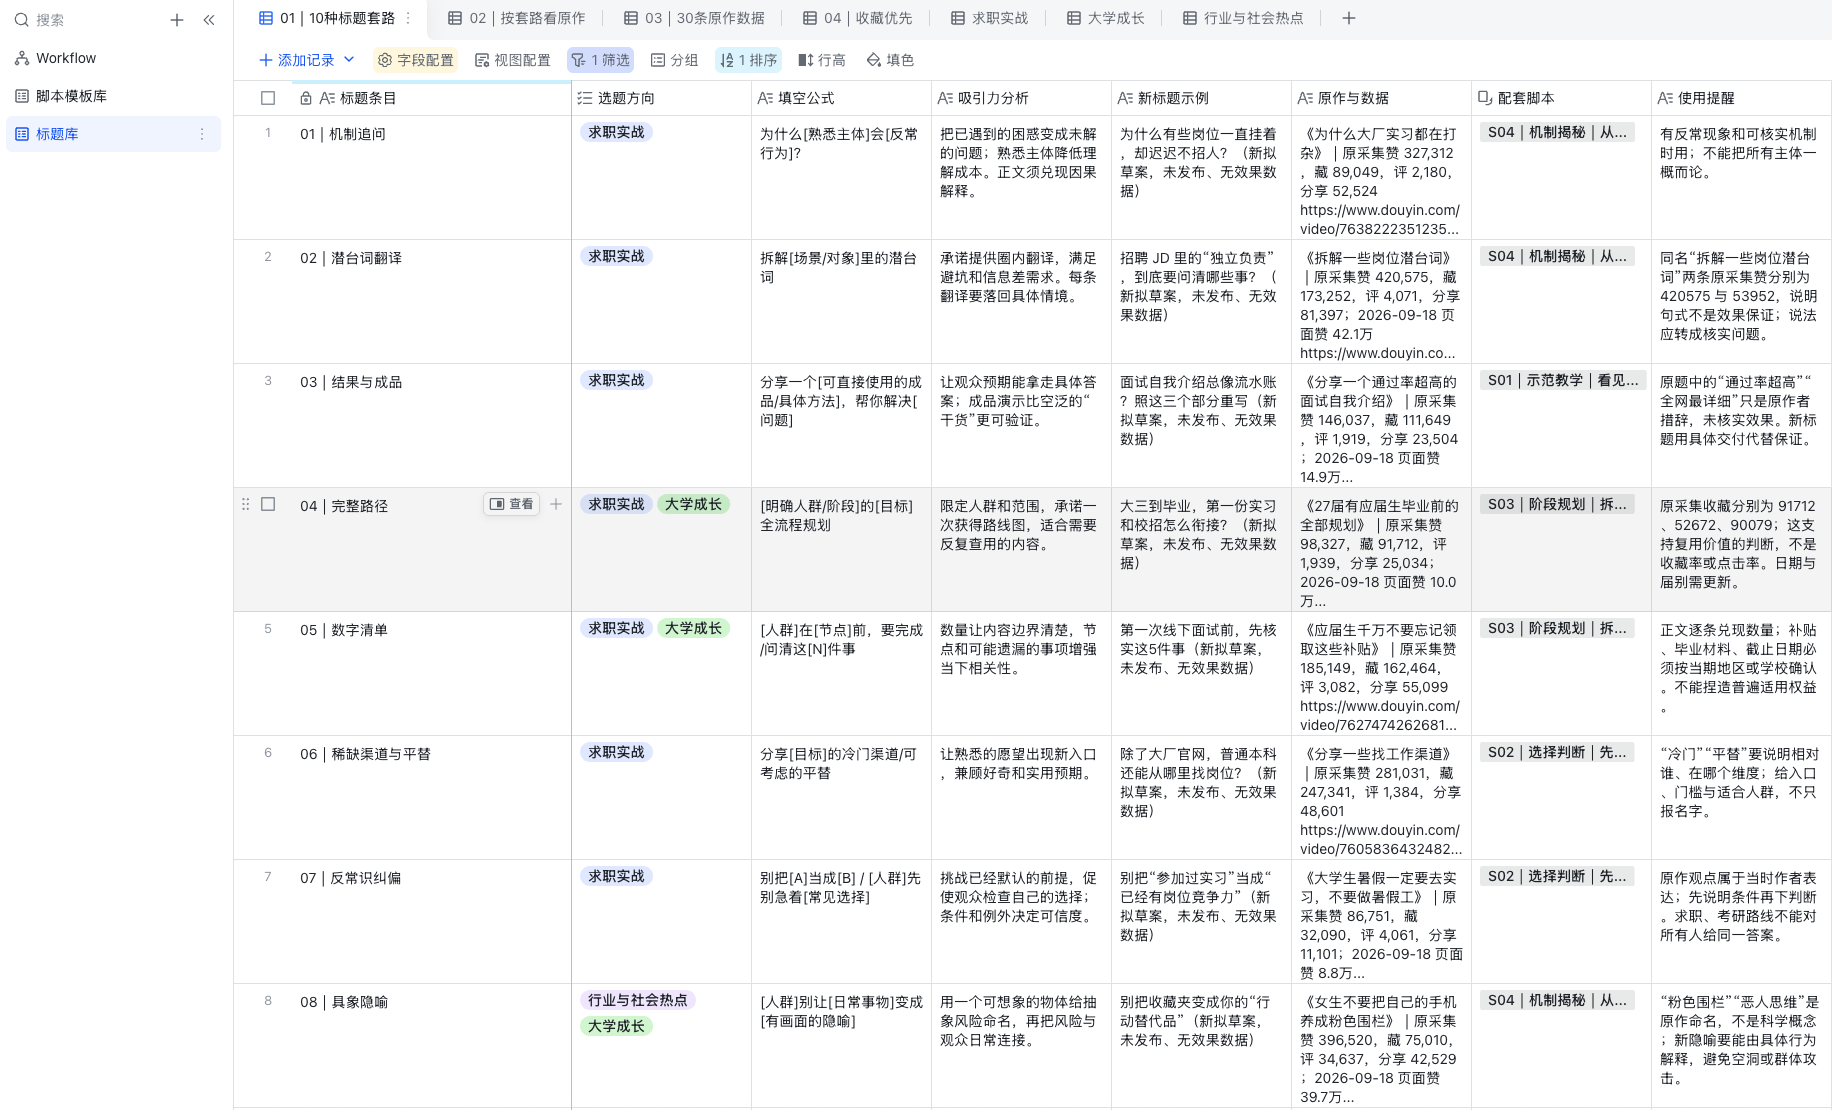 搜索
Workflow
脚本模板库
标题库
01 | 10种标题套路
02 | 按套路看原作
03 | 30条原作数据
04 | 收藏优先
求职实战
大学成长
行业与社会热点
添加记录
字段配置
视图配置
1 筛选
分组
1 排序
行高
填色
标题条目
选题方向
填空公式
吸引力分析
新标题示例
原作与数据
配套脚本
使用提醒
1
01 | 机制追问
求职实战
为什么[熟悉主体]会[反常
行为]?
把已遇到的困惑变成未解
的问题；熟悉主体降低理
解成本。正文须兑现因果
解释。
为什么有些岗位一直挂着
，却迟迟不招人？（新拟
草案，未发布、无效果数
据）
《为什么大厂实习都在打
杂》 | 原采集赞 327,312
，藏 89,049，评 2,180，
分享 52,524
https://www.douyin.com/
video/7638222351235...
S04 | 机制揭秘 | 从...
有反常现象和可核实机制
时用；不能把所有主体一
概而论。
2
02 | 潜台词翻译
求职实战
拆解[场景/对象]里的潜台
词
承诺提供圈内翻译，满足
避坑和信息差需求。每条
翻译要落回具体情境。
招聘 JD 里的“独立负责”
，到底要问清哪些事？（
新拟草案，未发布、无效
果数据）
《拆解一些岗位潜台词》
| 原采集赞 420,575，藏
173,252，评 4,071，分享
81,397；2026-09-18 页
面赞 42.1万
https://www.douyin.co...
S04 | 机制揭秘 | 从...
同名“拆解一些岗位潜台
词”两条原采集赞分别为
420575 与 53952，说明
句式不是效果保证；说法
应转成核实问题。
3
03 | 结果与成品
求职实战
分享一个[可直接使用的成
品/具体方法]，帮你解决[
问题]
让观众预期能拿走具体答
案；成品演示比空泛的“
干货”更可验证。
面试自我介绍总像流水账
？照这三个部分重写（新
拟草案，未发布、无效果
数据）
《分享一个通过率超高的
面试自我介绍》 | 原采集
赞 146,037，藏 111,649
，评 1,919，分享 23,504
；2026-09-18 页面赞
14.9万...
S01 | 示范教学 | 看见...
原题中的“通过率超高”“
全网最详细”只是原作者
措辞，未核实效果。新标
题用具体交付代替保证。
04 | 完整路径
查看
求职实战
大学成长
[明确人群/阶段]的[目标]
全流程规划
限定人群和范围，承诺一
次获得路线图，适合需要
反复查用的内容。
大三到毕业，第一份实习
和校招怎么衔接？（新拟
草案，未发布、无效果数
据）
《27届有应届生毕业前的
全部规划》 | 原采集赞
98,327，藏 91,712，评
1,939，分享 25,034；
2026-09-18 页面赞 10.0
万...
S03 | 阶段规划 | 拆...
原采集收藏分别为 91712
、52672、90079；这支
持复用价值的判断，不是
收藏率或点击率。日期与
届别需更新。
5
05 | 数字清单
求职实战
大学成长
[人群]在[节点]前，要完成
/问清这[N]件事
数量让内容边界清楚，节
点和可能遗漏的事项增强
当下相关性。
第一次线下面试前，先核
实这5件事（新拟草案，
未发布、无效果数据）
《应届生千万不要忘记领
取这些补贴》 | 原采集赞
185,149，藏 162,464，
评 3,082，分享 55,099
https://www.douyin.com/
video/7627474262681...
S03 | 阶段规划 | 拆...
正文逐条兑现数量；补贴
、毕业材料、截止日期必
须按当期地区或学校确认
。不能捏造普遍适用权益
。
6
06 | 稀缺渠道与平替
求职实战
分享[目标]的冷门渠道/可
考虑的平替
让熟悉的愿望出现新入口
，兼顾好奇和实用预期。
除了大厂官网，普通本科
还能从哪里找岗位？（新
拟草案，未发布、无效果
数据）
《分享一些找工作渠道》
| 原采集赞 281,031，藏
247,341，评 1,384，分享
48,601
https://www.douyin.com/
video/7605836432482...
S02 | 选择判断 | 先...
“冷门”“平替”要说明相对
谁、在哪个维度；给入口
、门槛与适合人群，不只
报名字。
7
07 | 反常识纠偏
求职实战
别把[A]当成[B] / [人群]先
别急着[常见选择]
挑战已经默认的前提，促
使观众检查自己的选择；
条件和例外决定可信度。
别把“参加过实习”当成“
已经有岗位竞争力”（新
拟草案，未发布、无效果
数据）
《大学生暑假一定要去实
习，不要做暑假工》 | 原
采集赞 86,751，藏
32,090，评 4,061，分享
11,101；2026-09-18 页面
赞 8.8万...
S02 | 选择判断 | 先...
原作观点属于当时作者表
达；先说明条件再下判断
。求职、考研路线不能对
所有人给同一答案。
8
08 | 具象隐喻
行业与社会热点
大学成长
[人群]别让[日常事物]变成
[有画面的隐喻]
用一个可想象的物体给抽
象风险命名，再把风险与
观众日常连接。
别把收藏夹变成你的“行
动替代品”（新拟草案，
未发布、无效果数据）
《女生不要把自己的手机
养成粉色围栏》 | 原采集
赞 396,520，藏 75,010，
评 34,637，分享 42,529
；2026-09-18 页面赞
39.7万...
S04 | 机制揭秘 | 从...
“粉色围栏”“恶人思维”是
原作命名，不是科学概念
；新隐喻要能由具体行为
解释，避免空洞或群体攻
击。